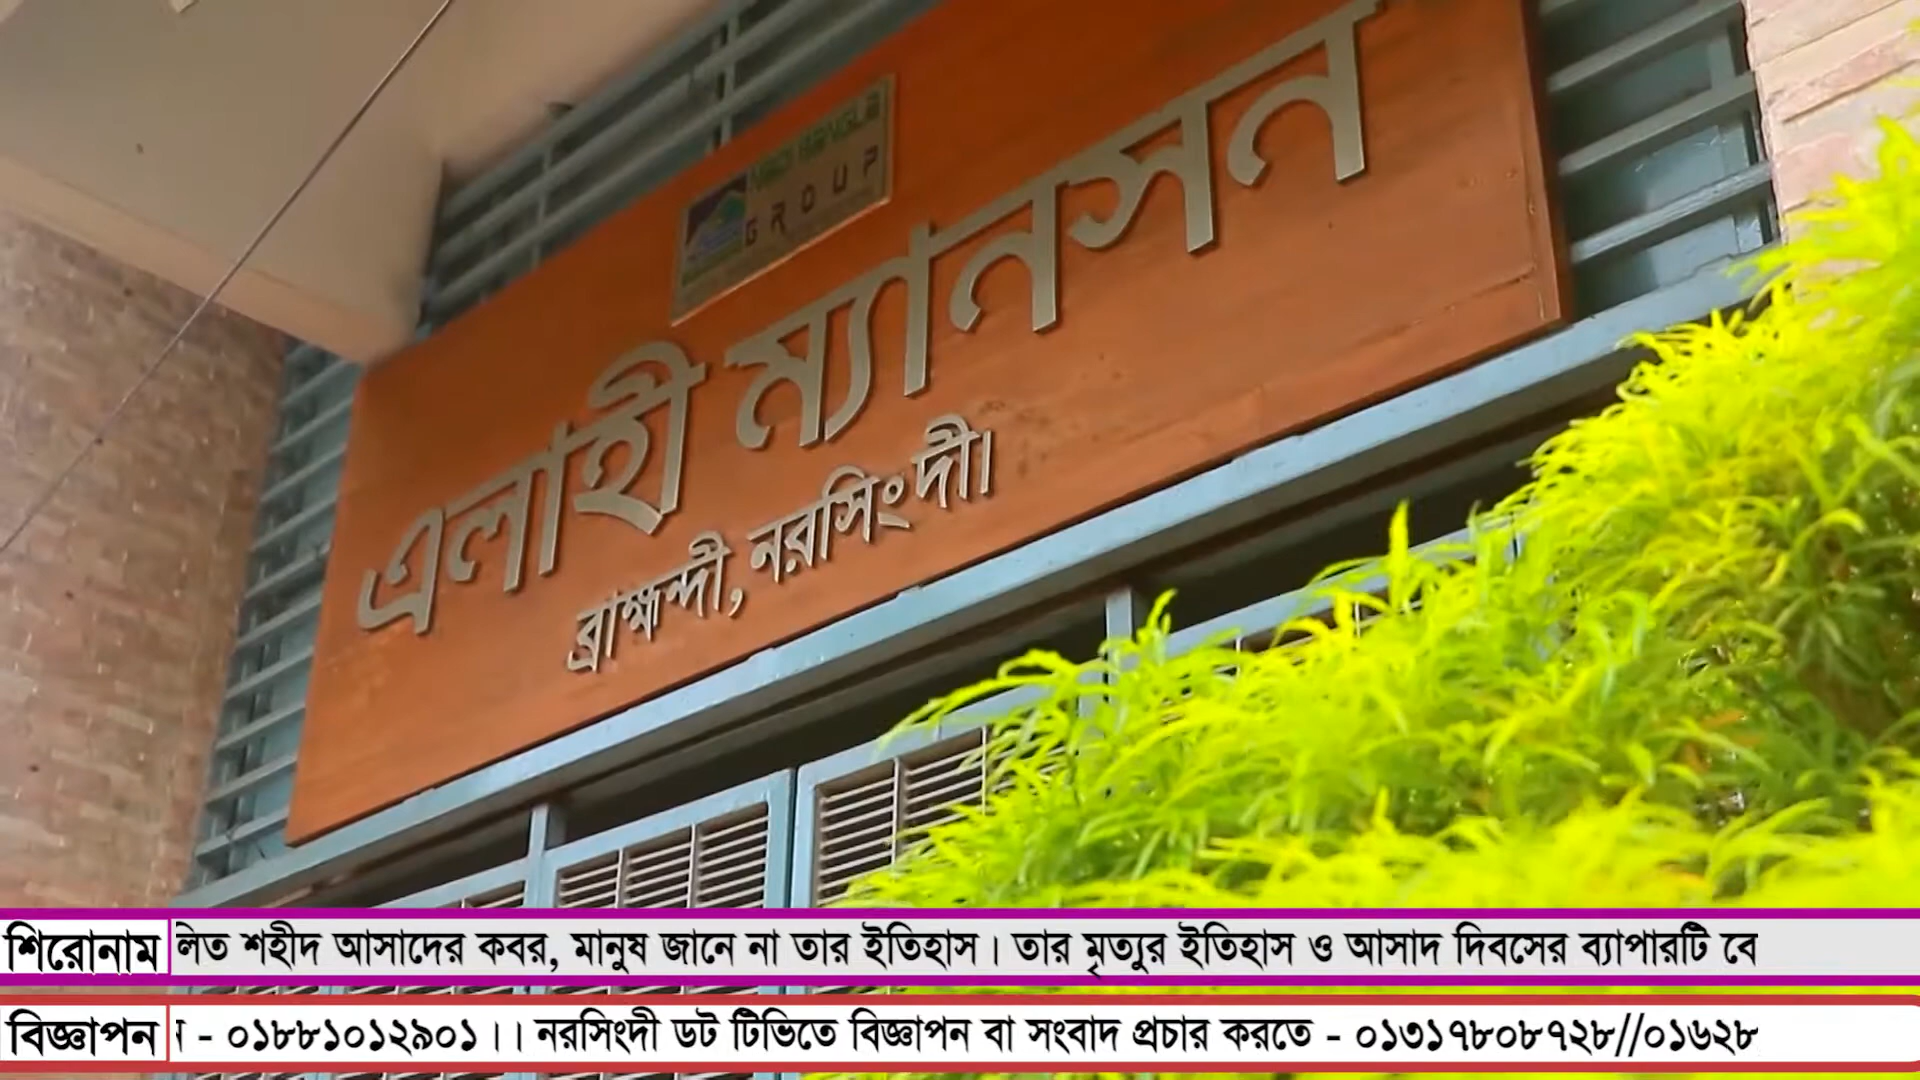 GROUP
এলাহী ম্যানসন
ব্রাহ্মন্দী, নরসিংদী।
শিরোনাম
লিত শহীদ আসাদের কবর, মানুষ জানে না তার ইতিহাস। তার মৃত্যুর ইতিহাস ও আসাদ দিবসের ব্যাপারটি বে
বিজ্ঞাপন
ন - ০১৮৮১০১২৯০১।। নরসিংদী ডট টিভিতে বিজ্ঞাপন বা সংবাদ প্রচার করতে - ০১৩১৭৮০৮৭২৮//০১৬২৮